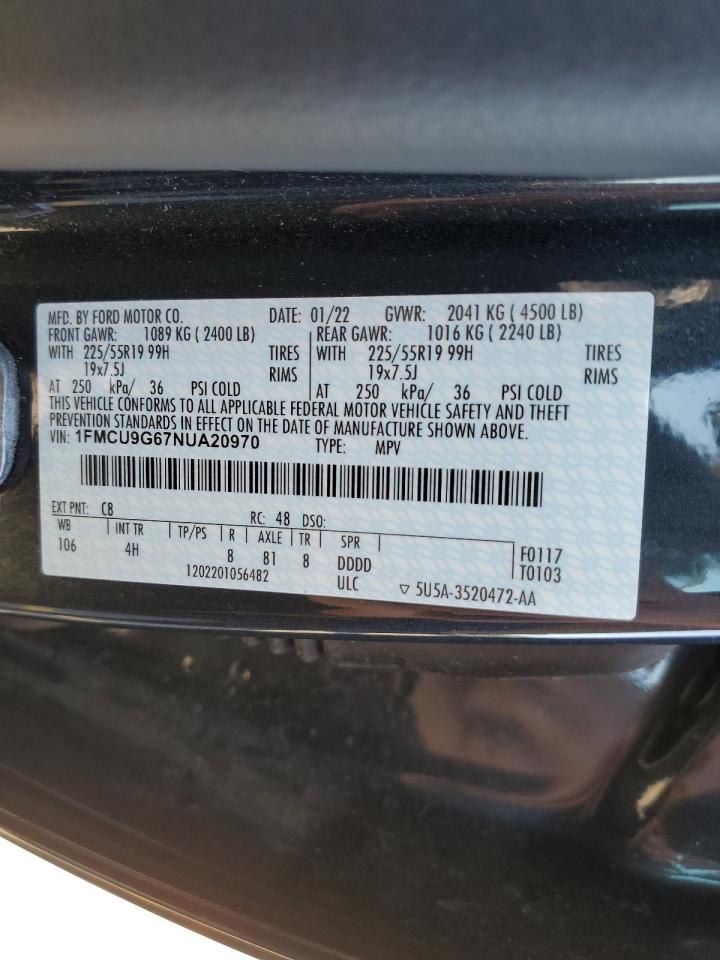 MFD. BY FORD MOTOR CO. DATE: 01/22 GVWR: 2041 KG ( 4500 LB)
FRONT GAWR: 1089 KG ( 2400 LB) REAR GAWR: 1016 KG ( 2240 LB)
WITH 225/55R19 99H TIRES WITH 225/55R19 99H TIRES
19x7.5J RIMS 19x7.5J RIMS
AT 250 kPa/ 36 PSI COLD AT 250 kPa/ 36 PSI COLD
THIS VEHICLE CONFORMS TO ALL APPLICABLE FEDERAL MOTOR VEHICLE SAFETY AND THEFT
PREVENTION STANDARDS IN EFFECT ON THE DATE OF MANUFACTURE SHOWN ABOVE.
VIN: 1FMCU9G67NUA20970 TYPE: MPV
EXT PNT: C8 RC: 48 DSO:
WB INT TR TP/PS R AXLE TR SPR
106 4H 8 81 8 DDDD F0117
1202201056482 ULC T0103
▽ 5U5A-3520472-AA